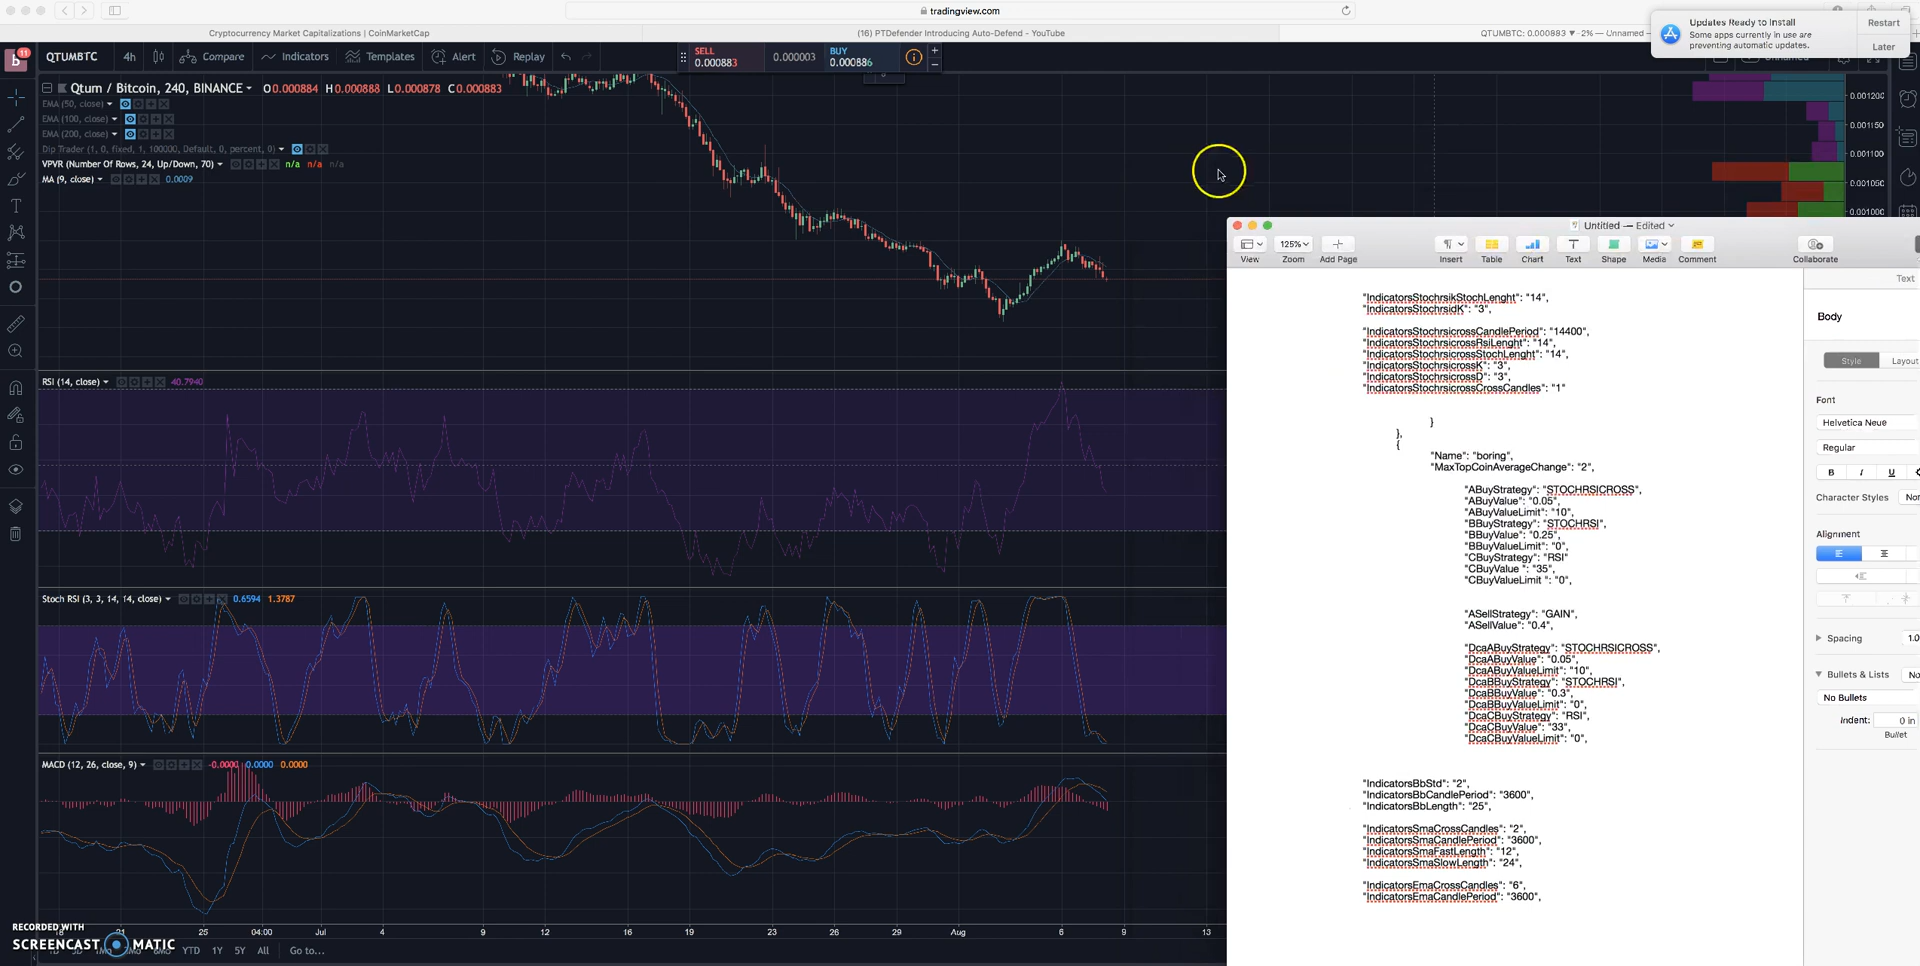 tradingview.com
Cryptocurrency Market Capitalizations | CoinMarketCap
(16) PTDefender Introducing Auto-Defend - YouTube
QTUMBTC: 0.000883 ▼ -2% — Unnamed
Updates Ready to Install
Some apps currently in use are
preventing automatic updates.
Restart
Later
11
QTUMBTC
4h
Compare
Indicators
Templates
Alert
Replay
SELL
0.000883
0.000003
BUY
0.000886
Qtum / Bitcoin, 240, BINANCE
O0.000884 H0.000888 L0.000878 C0.000883
EMA (50, close)
EMA (100, close)
EMA (200, close)
Dip Trader (1, 0, fixed, 1, 100000, Default, 0, percent, 0)
VPVR (Number Of Rows, 24, Up/Down, 70) n/a n/a n/a
MA (9, close) 0.0009
0.001200
0.001150
0.001100
0.001050
0.001000
RSI (14, close) 40.7940
Stoch RSI (3, 3, 14, 14, close) 0.6594 1.3787
MACD (12, 26, close, 9) -0.0000 0.0000 0.0000
21 25 04:00 Jul 4 9 12 16 19 23 26 29 Aug 6 9 13
YTD 1Y 5Y All Go to...
RECORDED WITH
SCREENCAST MATIC
Untitled — Edited
125%
View
Zoom
Add Page
Insert
Table
Chart
Text
Shape
Media
Comment
Collaborate
"IndicatorsStochrsikStochLenght": "14",
"IndicatorsStochrsidK": "3",
"IndicatorsStochrsicrossCandlePeriod": "14400",
"IndicatorsStochrsicrossRsiLenght": "14",
"IndicatorsStochrsicrossStochLenght": "14",
"IndicatorsStochrsicrossK": "3",
"IndicatorsStochrsicrossD": "3",
"IndicatorsStochrsicrossCrossCandles": "1"
}
},
{
"Name": "boring",
"MaxTopCoinAverageChange": "2",
"ABuyStrategy": "STOCHRSICROSS",
"ABuyValue": "0.05",
"ABuyValueLimit": "10",
"BBuyStrategy": "STOCHRSI",
"BBuyValue": "0.25",
"BBuyValueLimit": "0",
"CBuyStrategy": "RSI"
"CBuyValue ": "35",
"CBuyValueLimit ": "0",
"ASellStrategy": "GAIN",
"ASellValue": "0.4",
"DcaABuyStrategy": "STOCHRSICROSS",
"DcaABuyValue": "0.05",
"DcaABuyValueLimit": "10",
"DcaBBuyStrategy": "STOCHRSI",
"DcaBBuyValue": "0.3",
"DcaBBuyValueLimit": "0",
"DcaCBuyStrategy": "RSI",
"DcaCBuyValue": "33",
"DcaCBuyValueLimit": "0",
"IndicatorsBbStd": "2",
"IndicatorsBbCandlePeriod": "3600",
"IndicatorsBbLength": "25",
"IndicatorsSmaCrossCandles": "2",
"IndicatorsSmaCandlePeriod": "3600",
"IndicatorsSmaFastLength": "12",
"IndicatorsSmaSlowLength": "24",
"IndicatorsEmaCrossCandles": "6",
"IndicatorsEmaCandlePeriod": "3600",
Text
Body
Style
Layout
Font
Helvetica Neue
Regular
B I U
Character Styles
Alignment
Spacing
1.0
Bullets & Lists
No Bullets
Indent:
0 in
Bullet